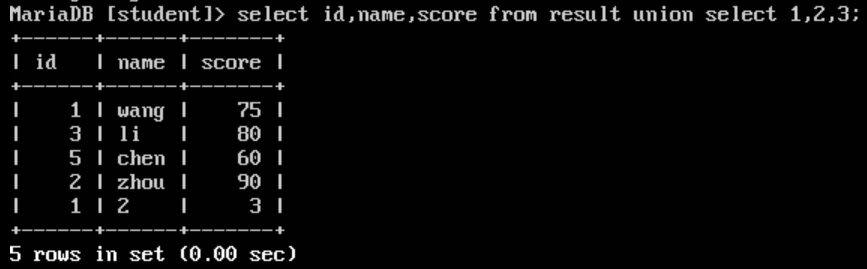 MariaDB [student]> select id,name,score from result union select 1,2,3;
+------+------+-------+
| id   | name | score |
+------+------+-------+
|    1 | wang |    75 |
|    3 | li   |    80 |
|    5 | chen |    60 |
|    2 | zhou |    90 |
|    1 | 2    |     3 |
+------+------+-------+
5 rows in set (0.00 sec)